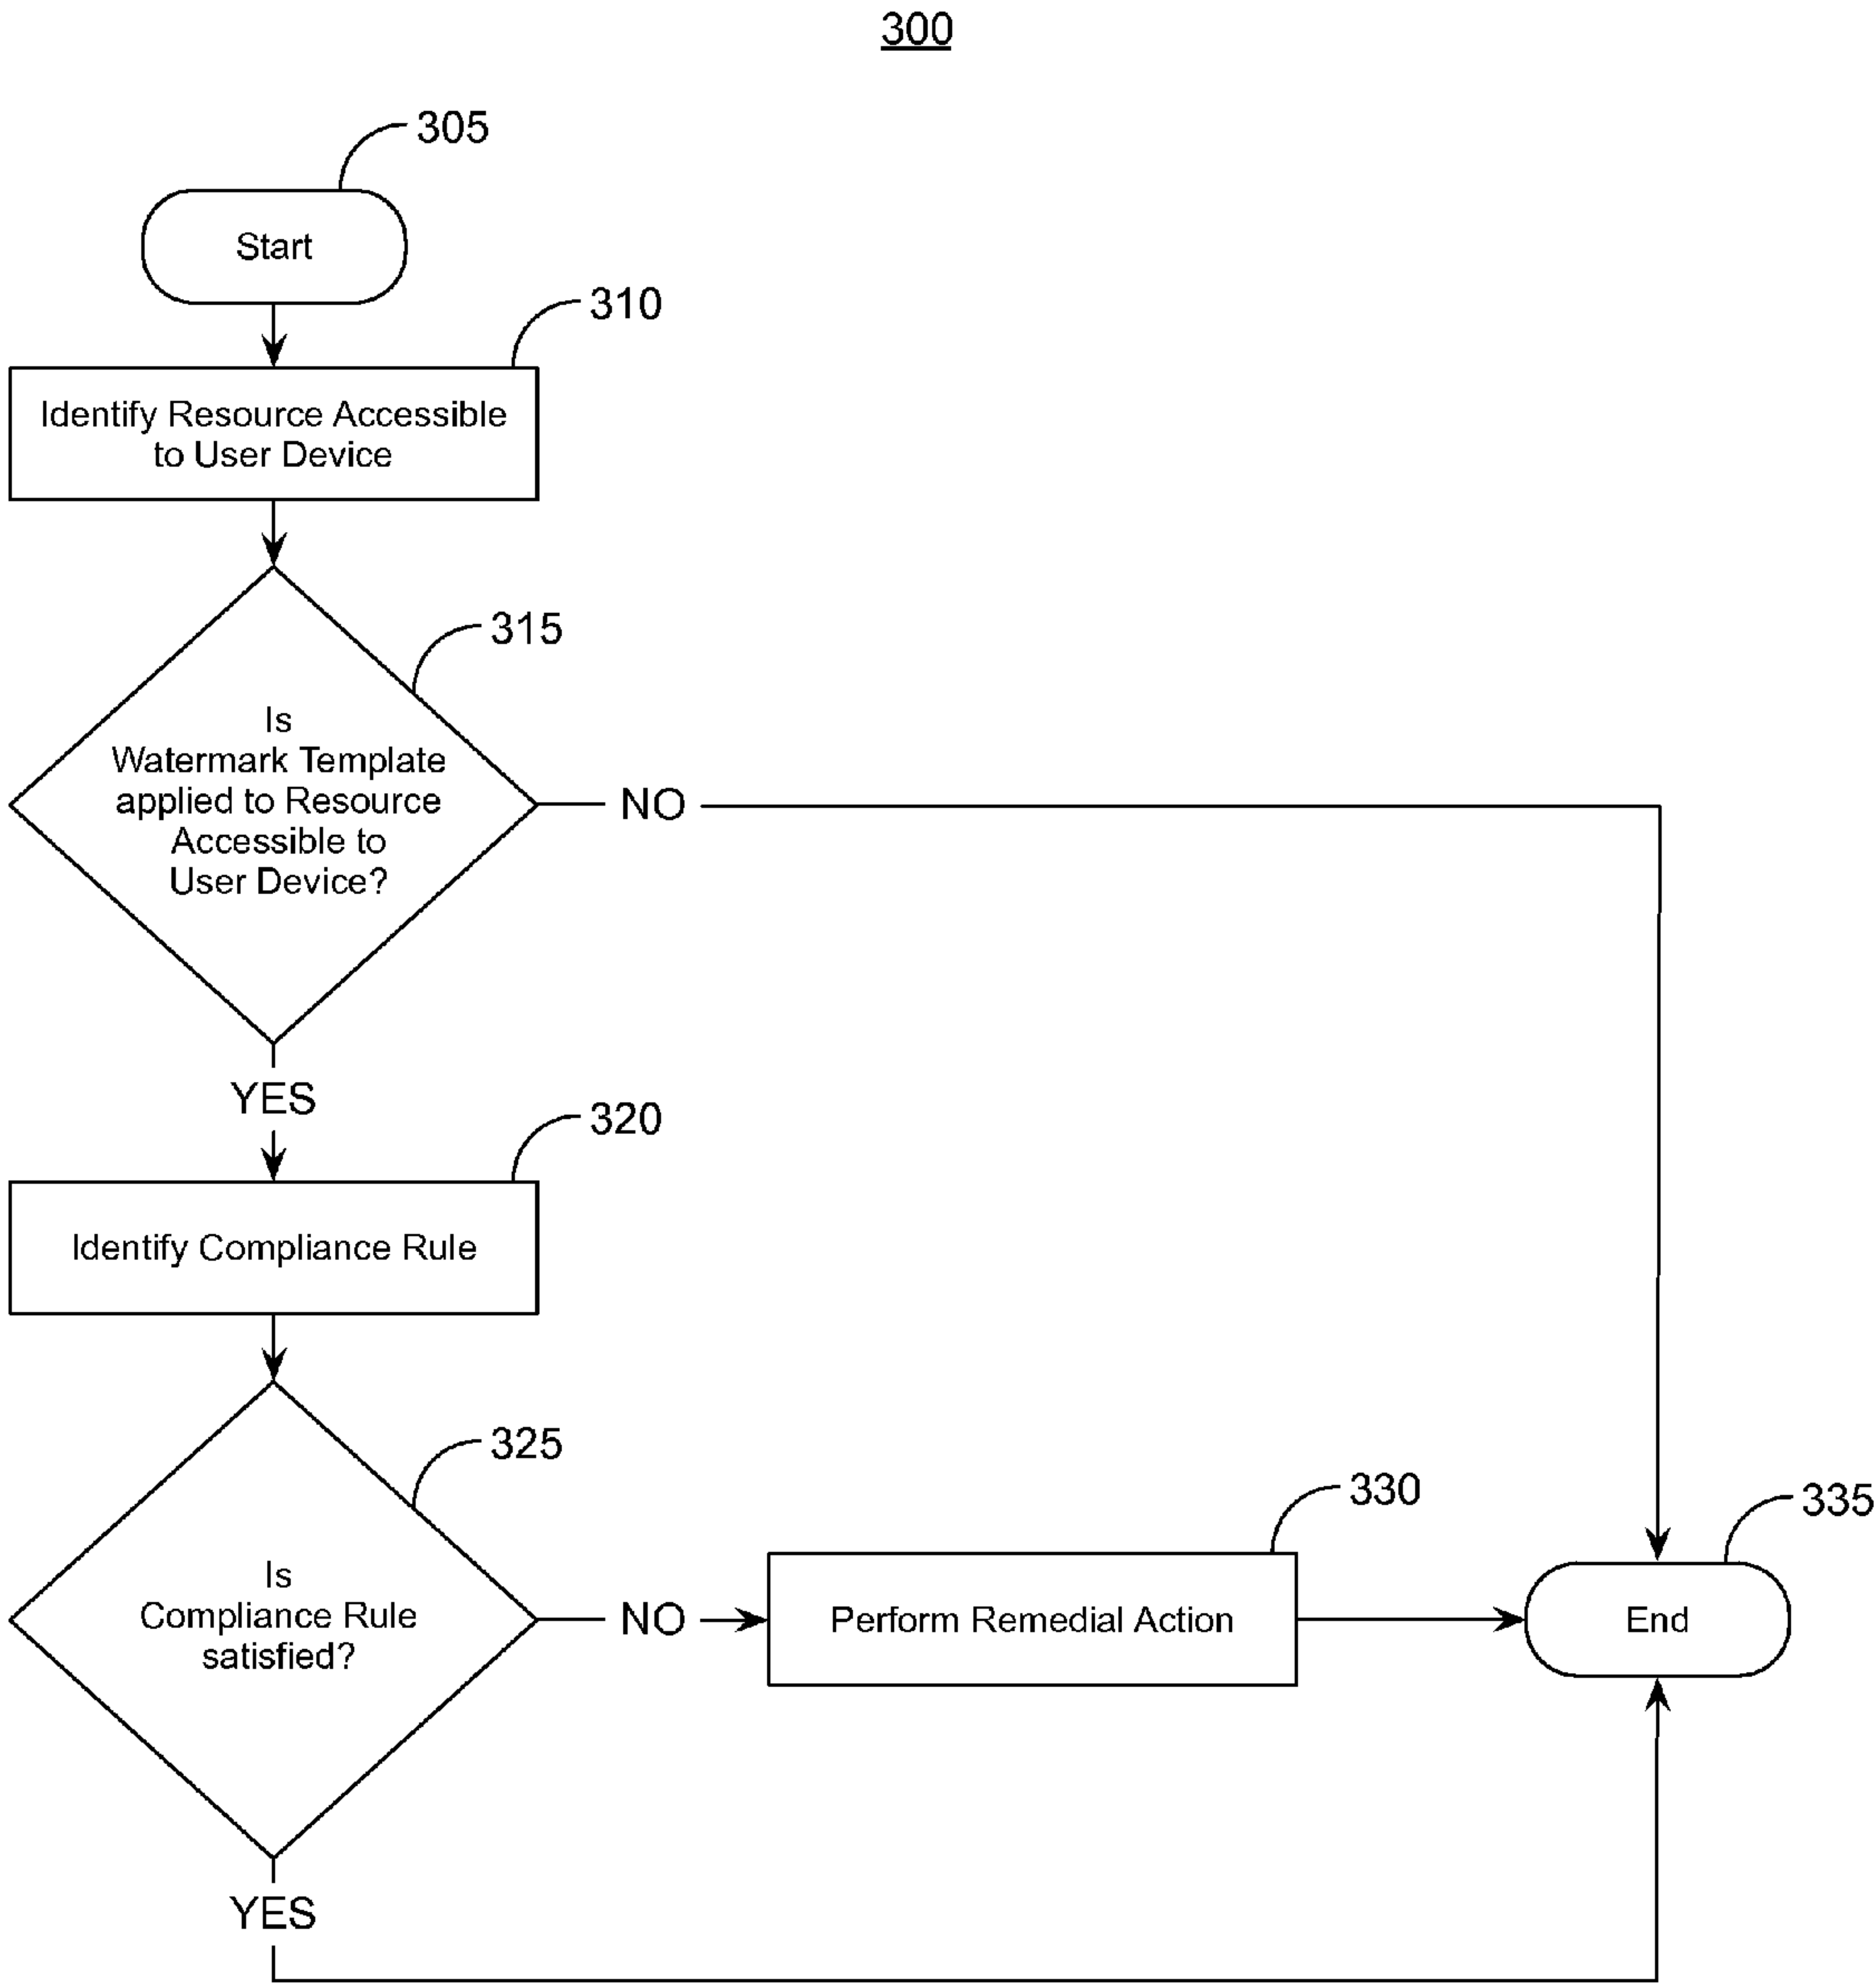 300
305
Start
310
Identify Resource Accessible
to User Device
315
Is
Watermark Template
applied to Resource
Accessible to
User Device?
NO
YES
320
Identify Compliance Rule
325
Is
Compliance Rule
satisfied?
NO
330
Perform Remedial Action
335
End
YES